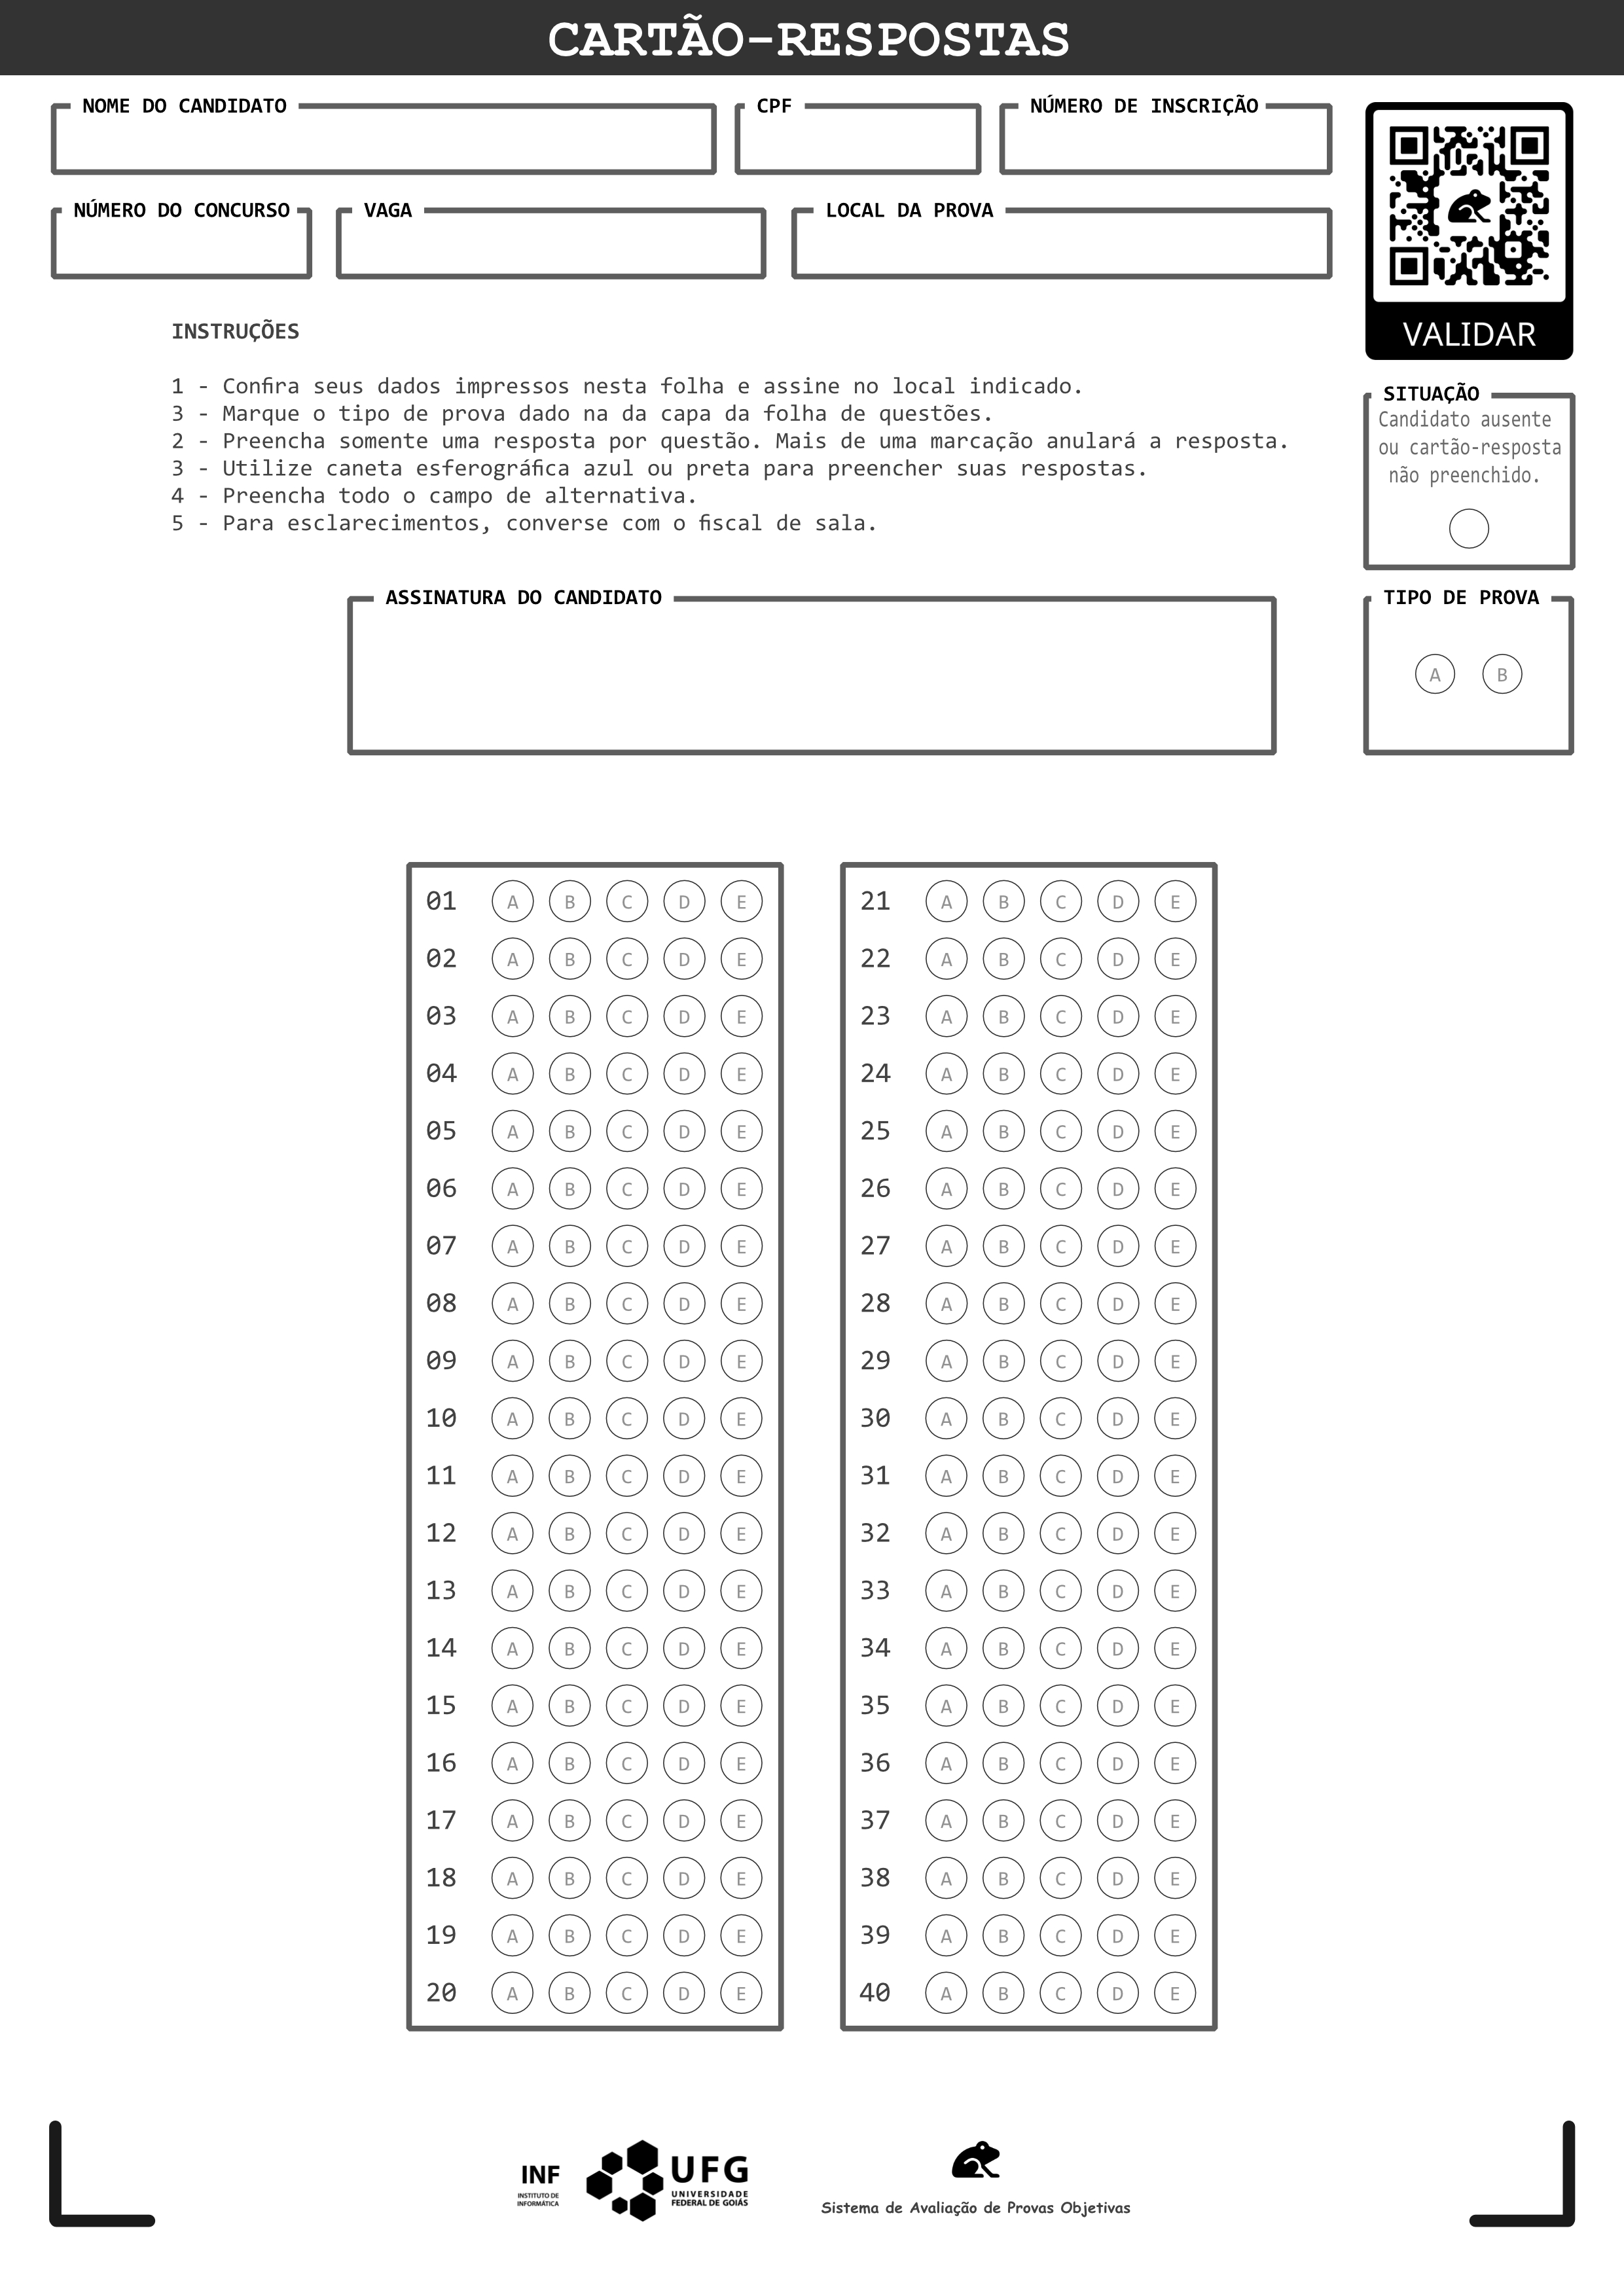 CARTÃO-RESPOSTAS
NOME DO CANDIDATO
CPF
NÚMERO DE INSCRIÇÃO
NÚMERO DO CONCURSO
VAGA
LOCAL DA PROVA
VALIDAR
INSTRUÇÕES
1 - Confira seus dados impressos nesta folha e assine no local indicado.
3 - Marque o tipo de prova dado na da capa da folha de questões.
2 - Preencha somente uma resposta por questão. Mais de uma marcação anulará a resposta.
3 - Utilize caneta esferográfica azul ou preta para preencher suas respostas.
4 - Preencha todo o campo de alternativa.
5 - Para esclarecimentos, converse com o fiscal de sala.
SITUAÇÃO
Candidato ausente
ou cartão-resposta
não preenchido.
ASSINATURA DO CANDIDATO
TIPO DE PROVA
A B
01 A B C D E
02 A B C D E
03 A B C D E
04 A B C D E
05 A B C D E
06 A B C D E
07 A B C D E
08 A B C D E
09 A B C D E
10 A B C D E
11 A B C D E
12 A B C D E
13 A B C D E
14 A B C D E
15 A B C D E
16 A B C D E
17 A B C D E
18 A B C D E
19 A B C D E
20 A B C D E
21 A B C D E
22 A B C D E
23 A B C D E
24 A B C D E
25 A B C D E
26 A B C D E
27 A B C D E
28 A B C D E
29 A B C D E
30 A B C D E
31 A B C D E
32 A B C D E
33 A B C D E
34 A B C D E
35 A B C D E
36 A B C D E
37 A B C D E
38 A B C D E
39 A B C D E
40 A B C D E
INF
INSTITUTO DE
INFORMÁTICA
UFG
UNIVERSIDADE
FEDERAL DE GOIÁS
Sistema de Avaliação de Provas Objetivas